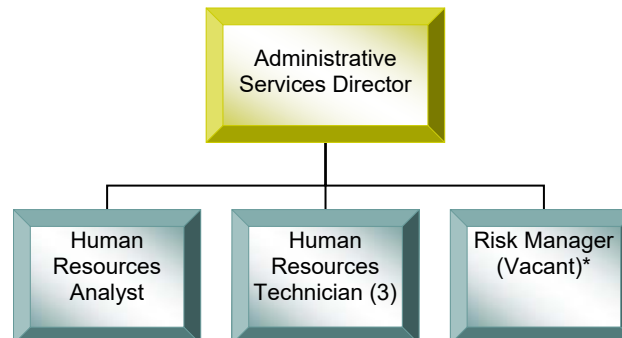 Administrative
Services Director
Human
Resources
Analyst
Human
Resources
Technician (3)
Risk Manager
(Vacant)*